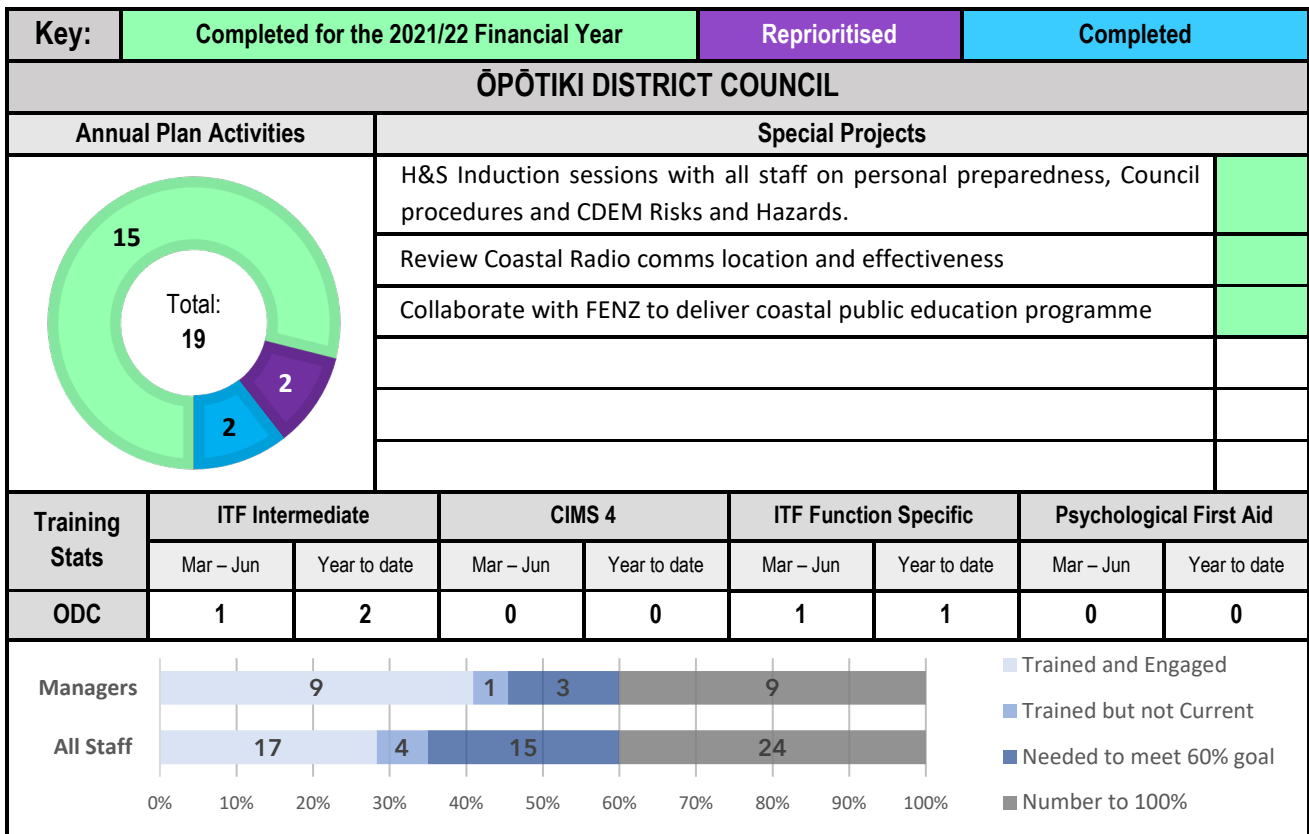 Key: Completed for the 2021/22 Financial Year Reprioritised Completed
ŌPŌTIKI DISTRICT COUNCIL
Annual Plan Activities Special Projects
15
Total:
19
2
2
H&S Induction sessions with all staff on personal preparedness, Council
procedures and CDEM Risks and Hazards.
Review Coastal Radio comms location and effectiveness
Collaborate with FENZ to deliver coastal public education programme
Training
Stats
ITF Intermediate CIMS 4 ITF Function Specific Psychological First Aid
Mar – Jun Year to date Mar – Jun Year to date Mar – Jun Year to date Mar – Jun Year to date
ODC 1 2 0 0 1 1 0 0
Managers 9 1 3 9
All Staff 17 4 15 24
0% 10% 20% 30% 40% 50% 60% 70% 80% 90% 100%
Trained and Engaged
Trained but not Current
Needed to meet 60% goal
Number to 100%